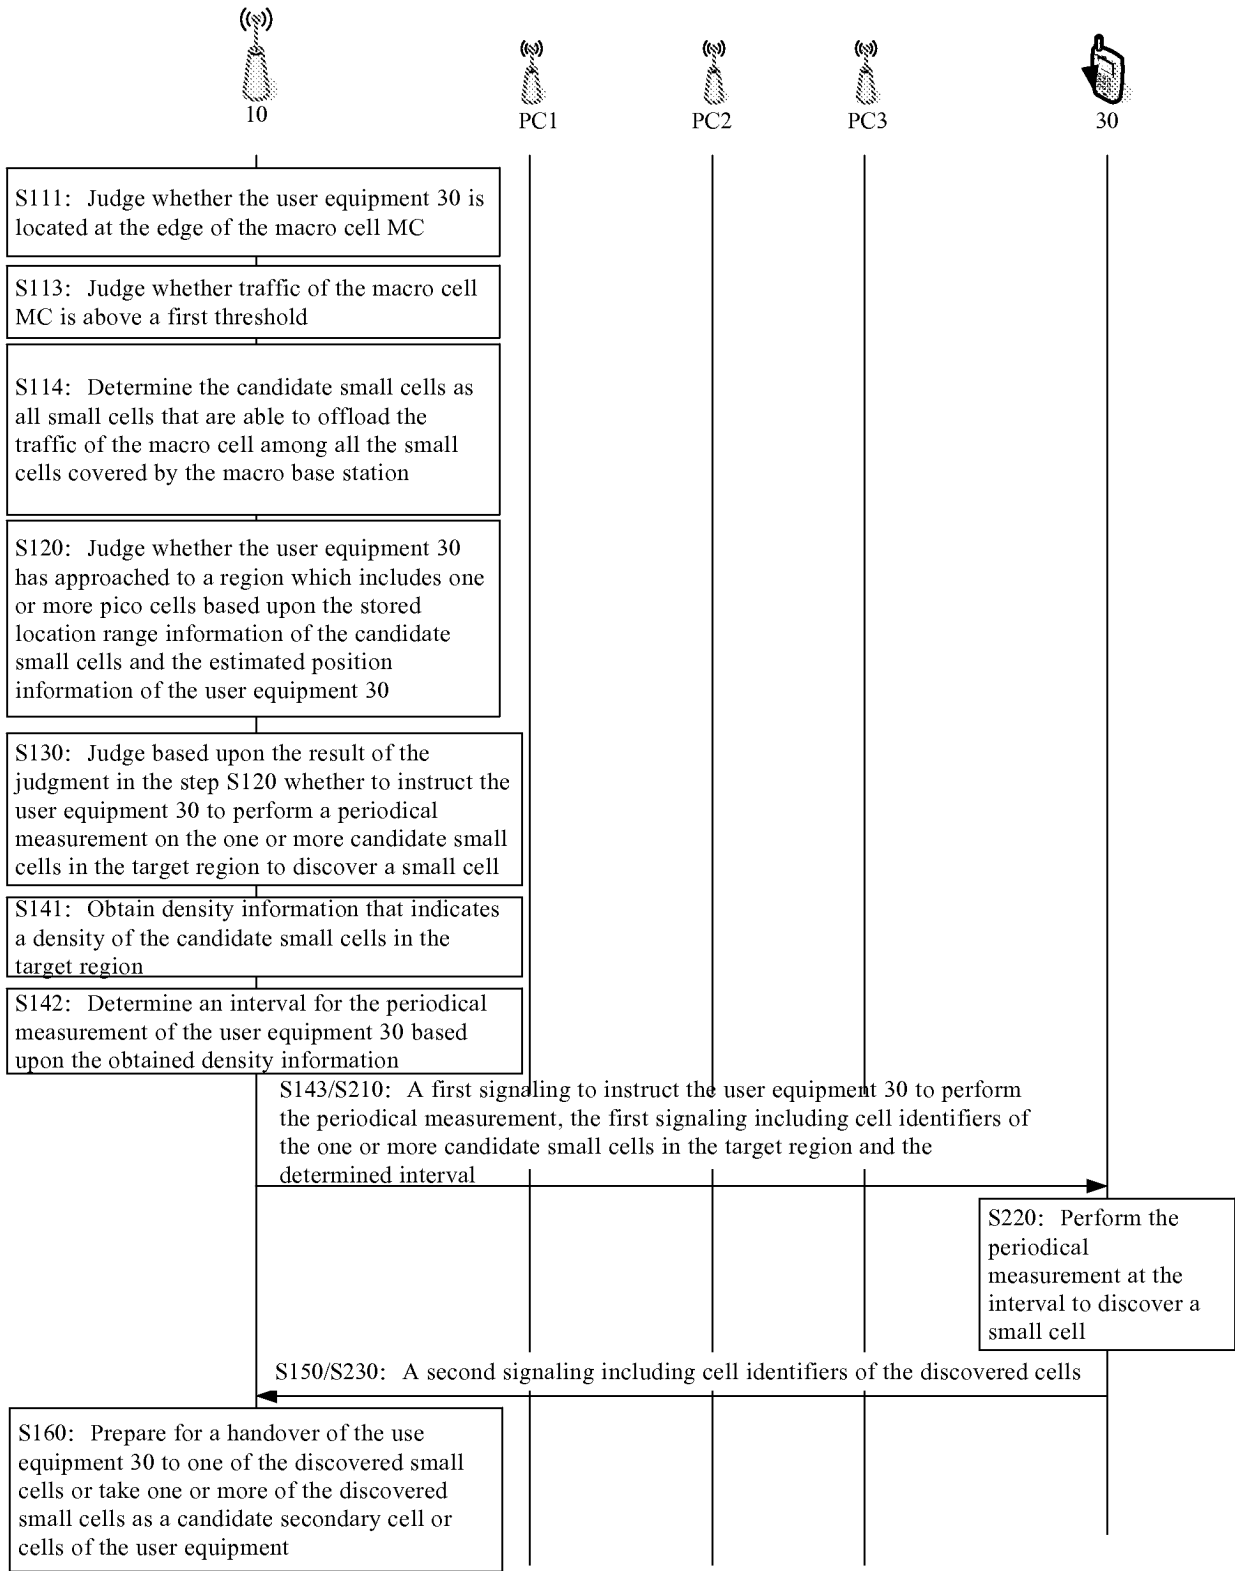 10
PC1
PC2
PC3
30
S111: Judge whether the user equipment 30 is
located at the edge of the macro cell MC
S113: Judge whether traffic of the macro cell
MC is above a first threshold
S114: Determine the candidate small cells as
all small cells that are able to offload the
traffic of the macro cell among all the small
cells covered by the macro base station
S120: Judge whether the user equipment 30
has approached to a region which includes one
or more pico cells based upon the stored
location range information of the candidate
small cells and the estimated position
information of the user equipment 30
S130: Judge based upon the result of the
judgment in the step S120 whether to instruct the
user equipment 30 to perform a periodical
measurement on the one or more candidate small
cells in the target region to discover a small cell
S141: Obtain density information that indicates
a density of the candidate small cells in the
target region
S142: Determine an interval for the periodical
measurement of the user equipment 30 based
upon the obtained density information
S143/S210: A first signaling to instruct the user equipment 30 to perform
the periodical measurement, the first signaling including cell identifiers of
the one or more candidate small cells in the target region and the
determined interval
S220: Perform the
periodical
measurement at the
interval to discover a
small cell
S150/S230: A second signaling including cell identifiers of the discovered cells
S160: Prepare for a handover of the use
equipment 30 to one of the discovered small
cells or take one or more of the discovered
small cells as a candidate secondary cell or
cells of the user equipment